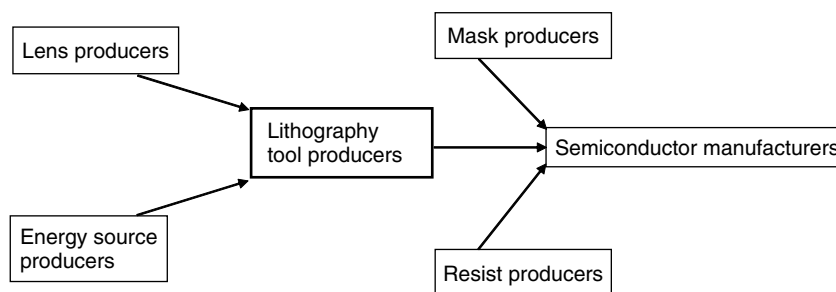 Lens producers
Mask producers
Lithography
tool producers
Semiconductor manufacturers
Energy source
producers
Resist producers